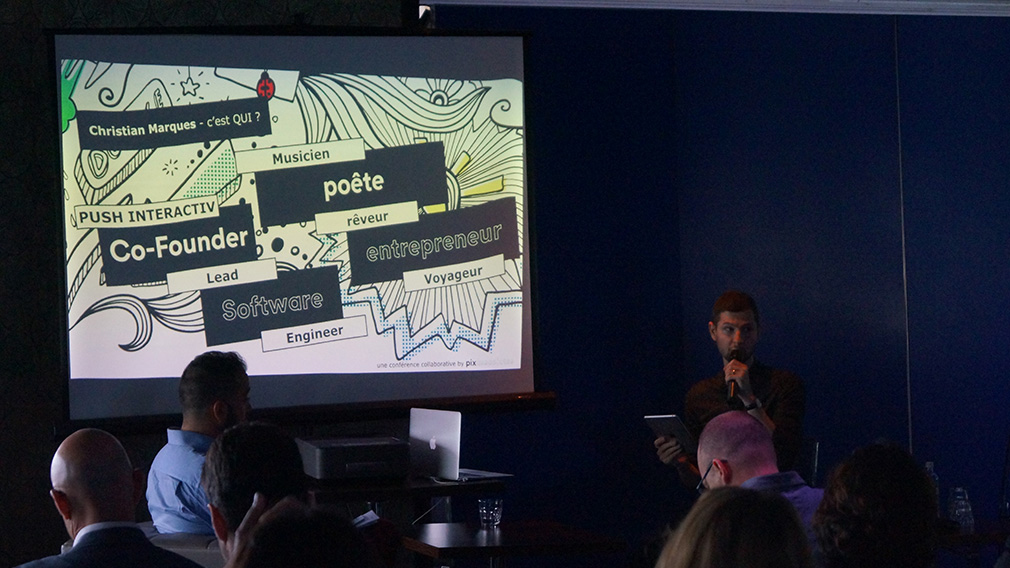 Christian Marques - c'est QUI ?
Musicien
poête
PUSH INTERACTIV
rêveur
Co-Founder
entrepreneur
Lead
Voyageur
Software
Engineer
une conférence collaborative by pix